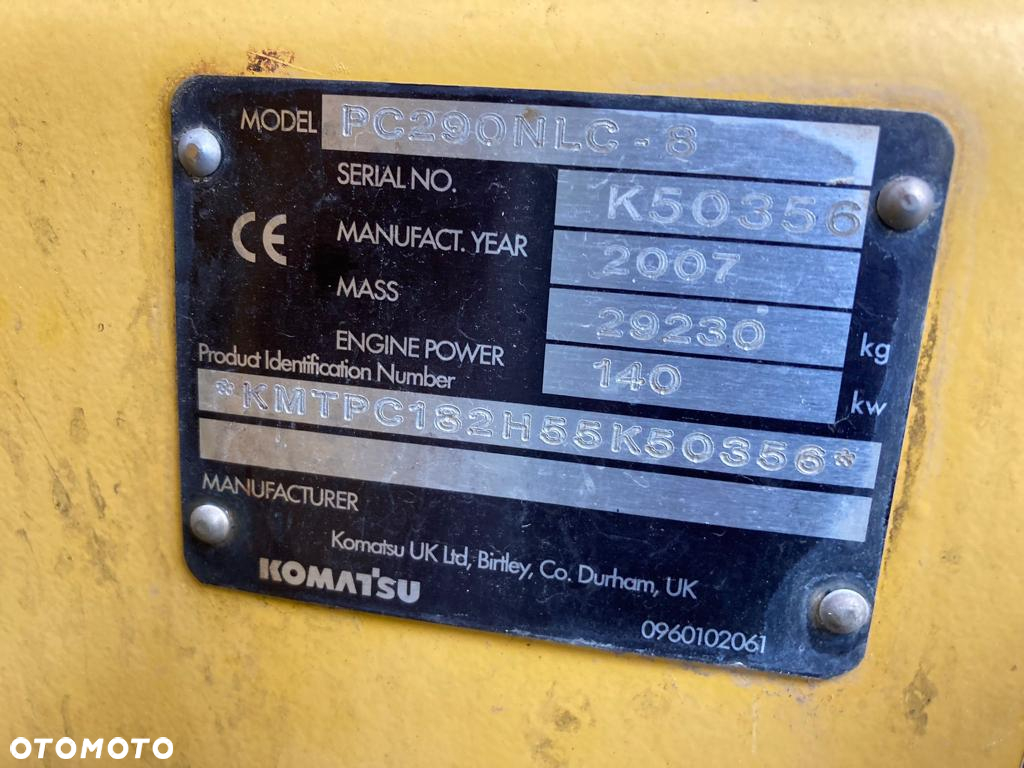 MODEL PC290NLC-8
SERIAL NO. K50356
CE
MANUFACT. YEAR 2007
MASS 29230 kg
ENGINE POWER 140 kw
Product Identification Number
*KMTPC182H55K50356*
MANUFACTURER
Komatsu UK Ltd, Birtley, Co. Durham, UK
KOMATSU
0960102061
OTOMOTO